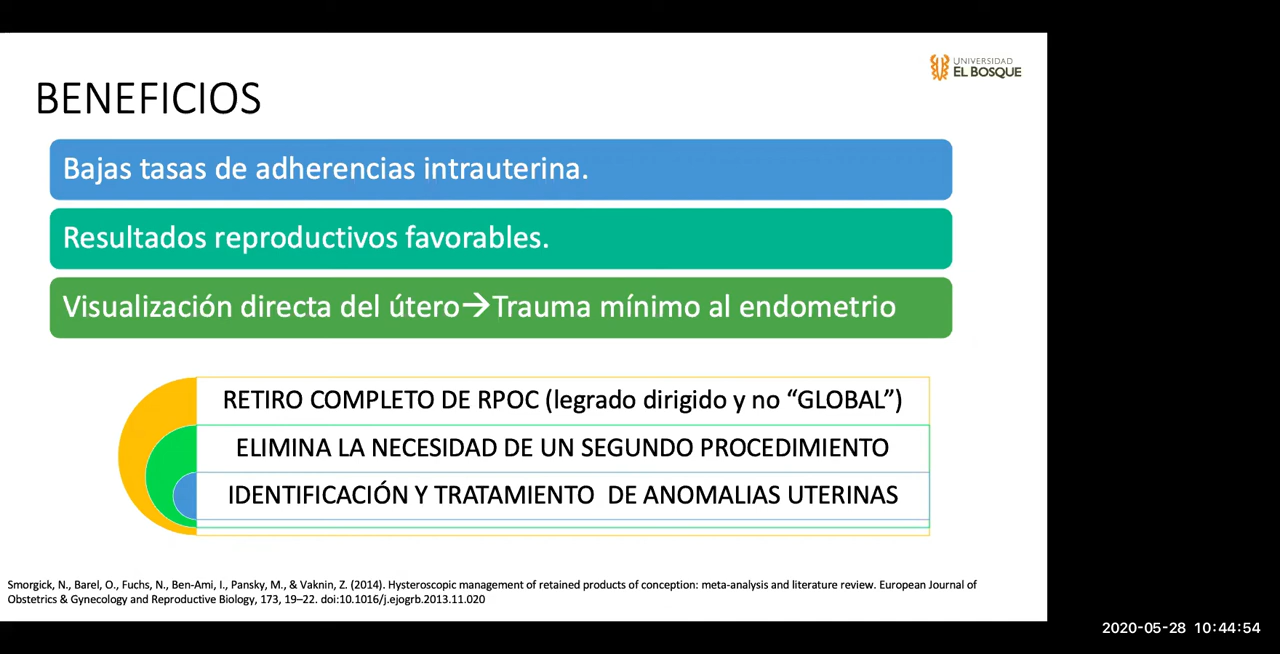 UNIVERSIDAD
EL BOSQUE
BENEFICIOS
Bajas tasas de adherencias intrauterina.
Resultados reproductivos favorables.
Visualización directa del útero→Trauma mínimo al endometrio
RETIRO COMPLETO DE RPOC (legrado dirigido y no “GLOBAL”)
ELIMINA LA NECESIDAD DE UN SEGUNDO PROCEDIMIENTO
IDENTIFICACIÓN Y TRATAMIENTO DE ANOMALIAS UTERINAS
Smorgick, N., Barel, O., Fuchs, N., Ben-Ami, I., Pansky, M., & Vaknin, Z. (2014). Hysteroscopic management of retained products of conception: meta-analysis and literature review. European Journal of
Obstetrics & Gynecology and Reproductive Biology, 173, 19–22. doi:10.1016/j.ejogrb.2013.11.020
2020-05-28 10:44:54